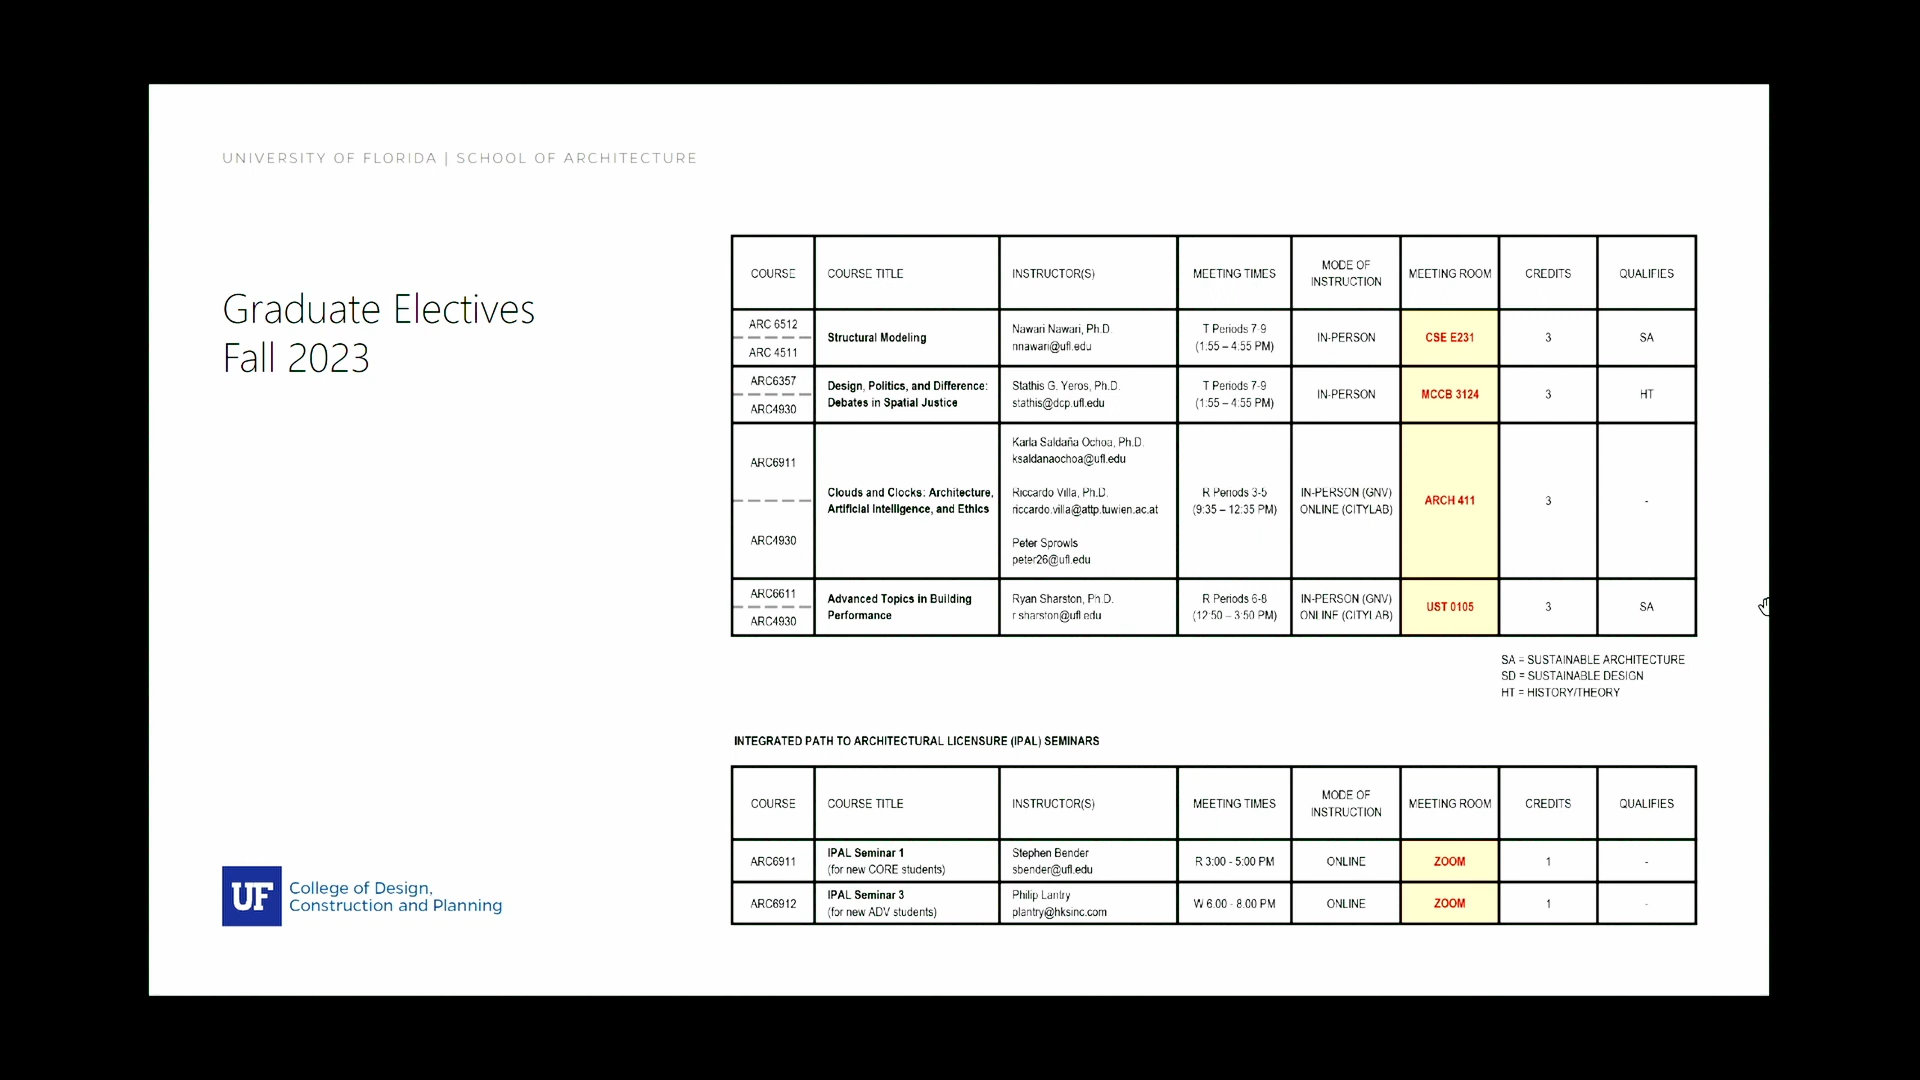 UNIVERSITY OF FLORIDA | SCHOOL OF ARCHITECTURE
Graduate Electives
Fall 2023
COURSE
COURSE TITLE
INSTRUCTOR(S)
MEETING TIMES
MODE OF
INSTRUCTION
MEETING ROOM
CREDITS
QUALIFIES
ARC 6512
ARC 4511
Structural Modeling
Nawari Nawari, Ph.D.
nnawari@ufl.edu
T Periods 7-9
(1:55 – 4:55 PM)
IN-PERSON
CSE E231
3
SA
ARC6357
ARC4930
Design, Politics, and Difference:
Debates in Spatial Justice
Stathis G. Yeros, Ph.D.
stathis@dcp.ufl.edu
T Periods 7-9
(1:55 – 4:55 PM)
IN-PERSON
MCCB 3124
3
HT
ARC6911
ARC4930
Clouds and Clocks: Architecture,
Artificial Intelligence, and Ethics
Karla Saldaña Ochoa, Ph.D.
ksaldanaochoa@ufl.edu
Riccardo Villa, Ph.D.
riccardo.villa@attp.tuwien.ac.at
Peter Sprowls
peter26@ufl.edu
R Periods 3-5
(9:35 – 12:35 PM)
IN-PERSON (GNV)
ONLINE (CITYLAB)
ARCH 411
3
-
ARC6611
ARC4930
Advanced Topics in Building
Performance
Ryan Sharston, Ph.D.
r.sharston@ufl.edu
R Periods 6-8
(12:50 – 3:50 PM)
IN-PERSON (GNV)
ONLINE (CITYLAB)
UST 0105
3
SA
SA = SUSTAINABLE ARCHITECTURE
SD = SUSTAINABLE DESIGN
HT = HISTORY/THEORY
INTEGRATED PATH TO ARCHITECTURAL LICENSURE (IPAL) SEMINARS
COURSE
COURSE TITLE
INSTRUCTOR(S)
MEETING TIMES
MODE OF
INSTRUCTION
MEETING ROOM
CREDITS
QUALIFIES
ARC6911
IPAL Seminar 1
(for new CORE students)
Stephen Bender
sbender@ufl.edu
R 3:00 - 5:00 PM
ONLINE
ZOOM
1
-
ARC6912
IPAL Seminar 3
(for new ADV students)
Philip Lantry
plantry@hksinc.com
W 6:00 - 8:00 PM
ONLINE
ZOOM
1
-
UF
College of Design,
Construction and Planning